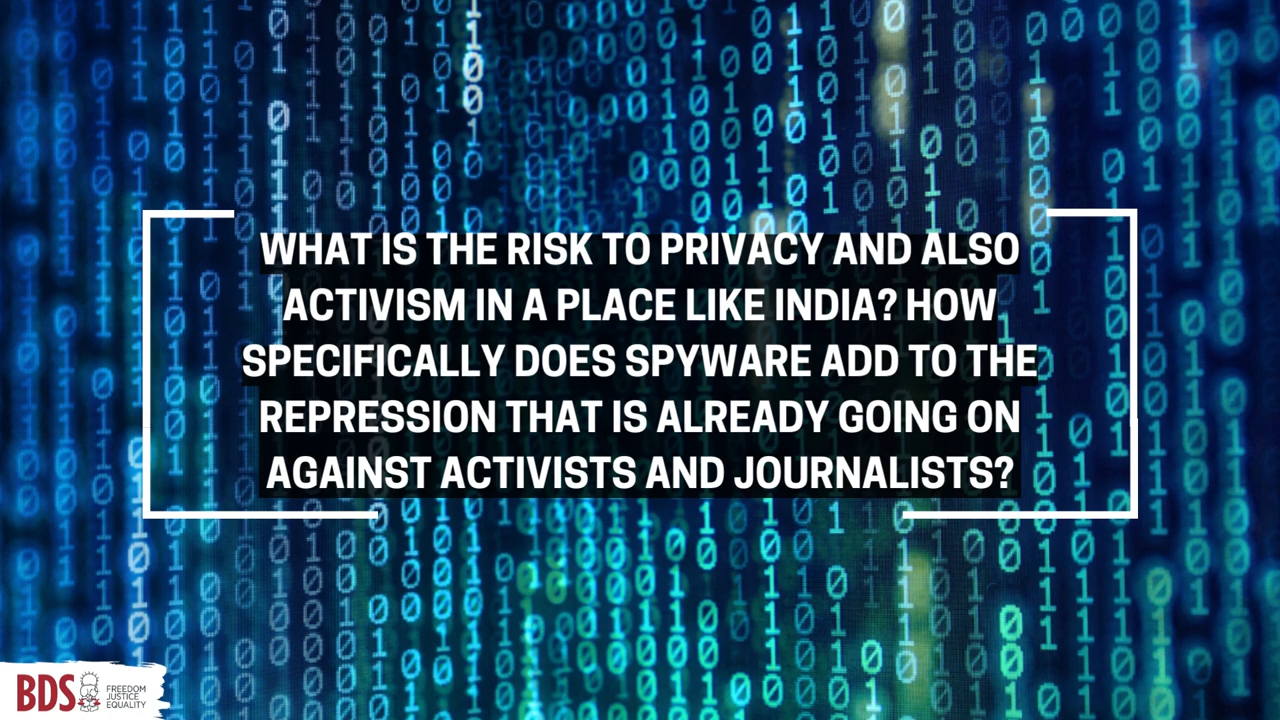 WHAT IS THE RISK TO PRIVACY AND ALSO
ACTIVISM IN A PLACE LIKE INDIA? HOW
SPECIFICALLY DOES SPYWARE ADD TO THE
REPRESSION THAT IS ALREADY GOING ON
AGAINST ACTIVISTS AND JOURNALISTS?
BDS
FREEDOM
JUSTICE
EQUALITY